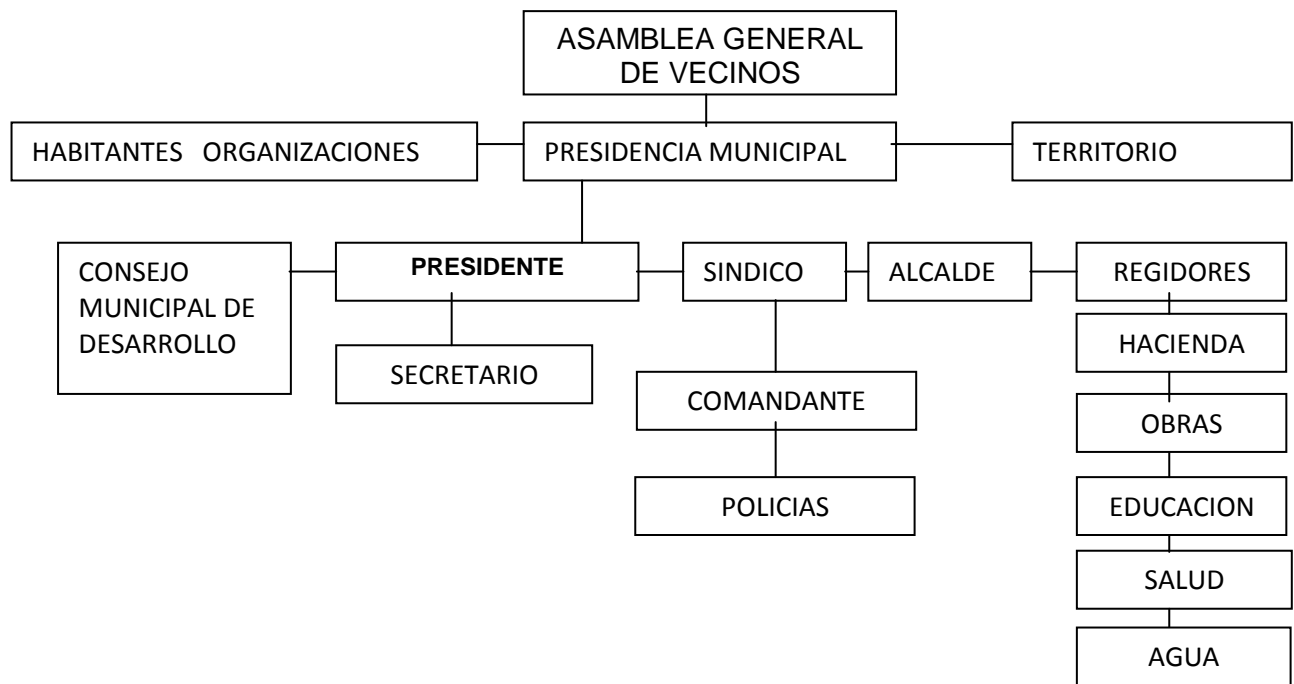 ASAMBLEA GENERAL
DE VECINOS
HABITANTES ORGANIZACIONES
PRESIDENCIA MUNICIPAL
TERRITORIO
CONSEJO
MUNICIPAL DE
DESARROLLO
PRESIDENTE
SINDICO
ALCALDE
REGIDORES
SECRETARIO
HACIENDA
COMANDANTE
OBRAS
POLICIAS
EDUCACION
SALUD
AGUA